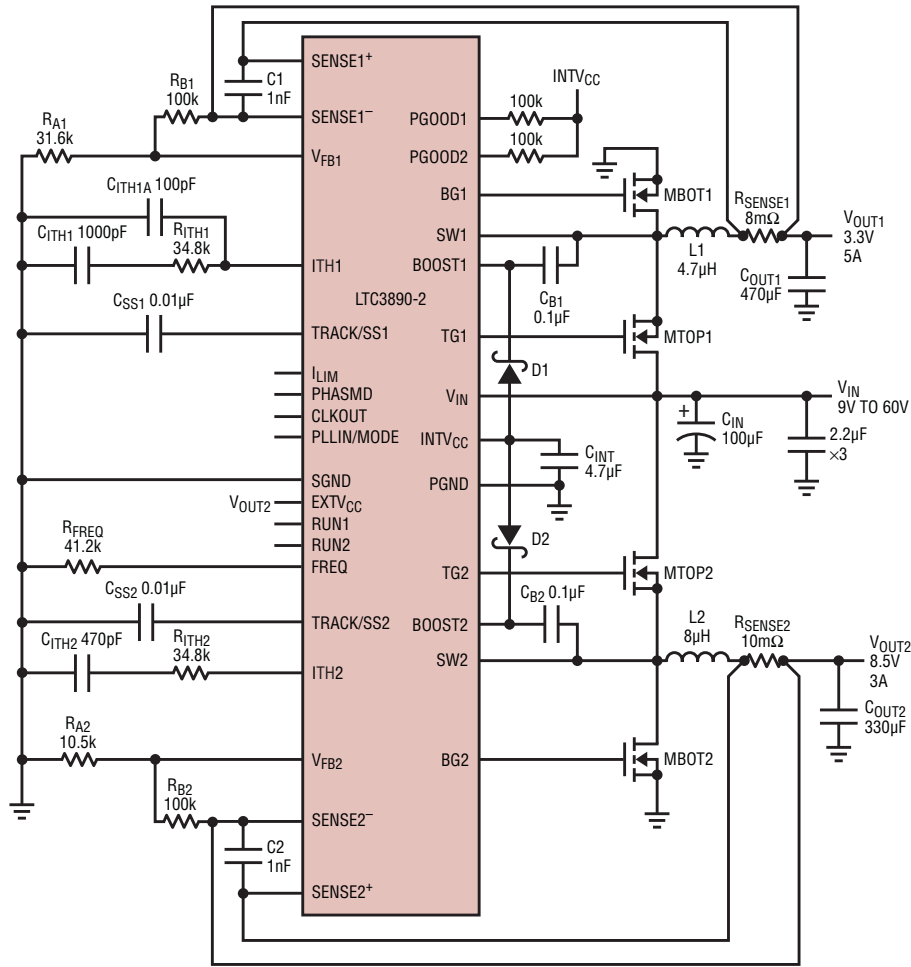 SENSE1+
C1
1nF
INTVCC
RB1
100k
SENSE1–
PGOOD1
100k
RA1
31.6k
100k
VFB1
PGOOD2
CITH1A 100pF
BG1
MBOT1
RSENSE1
8mΩ
CITH1 1000pF
RITH1
34.8k
SW1
VOUT1
3.3V
5A
L1
4.7µH
ITH1
BOOST1
COUT1
470µF
LTC3890-2
CB1
0.1µF
CSS1 0.01µF
TRACK/SS1
TG1
MTOP1
ILIM
D1
PHASMD
VIN
VIN
9V TO 60V
CLKOUT
+
CIN
100µF
PLLIN/MODE
INTVCC
2.2µF
×3
CINT
4.7µF
SGND
PGND
VOUT2
EXTVCC
RUN1
RFREQ
41.2k
RUN2
D2
FREQ
TG2
MTOP2
CSS2 0.01µF
CB2 0.1µF
TRACK/SS2
BOOST2
L2
8µH
RSENSE2
10mΩ
CITH2 470pF
RITH2
34.8k
SW2
VOUT2
8.5V
3A
ITH2
COUT2
330µF
RA2
10.5k
VFB2
BG2
MBOT2
RB2
100k
SENSE2–
C2
1nF
SENSE2+